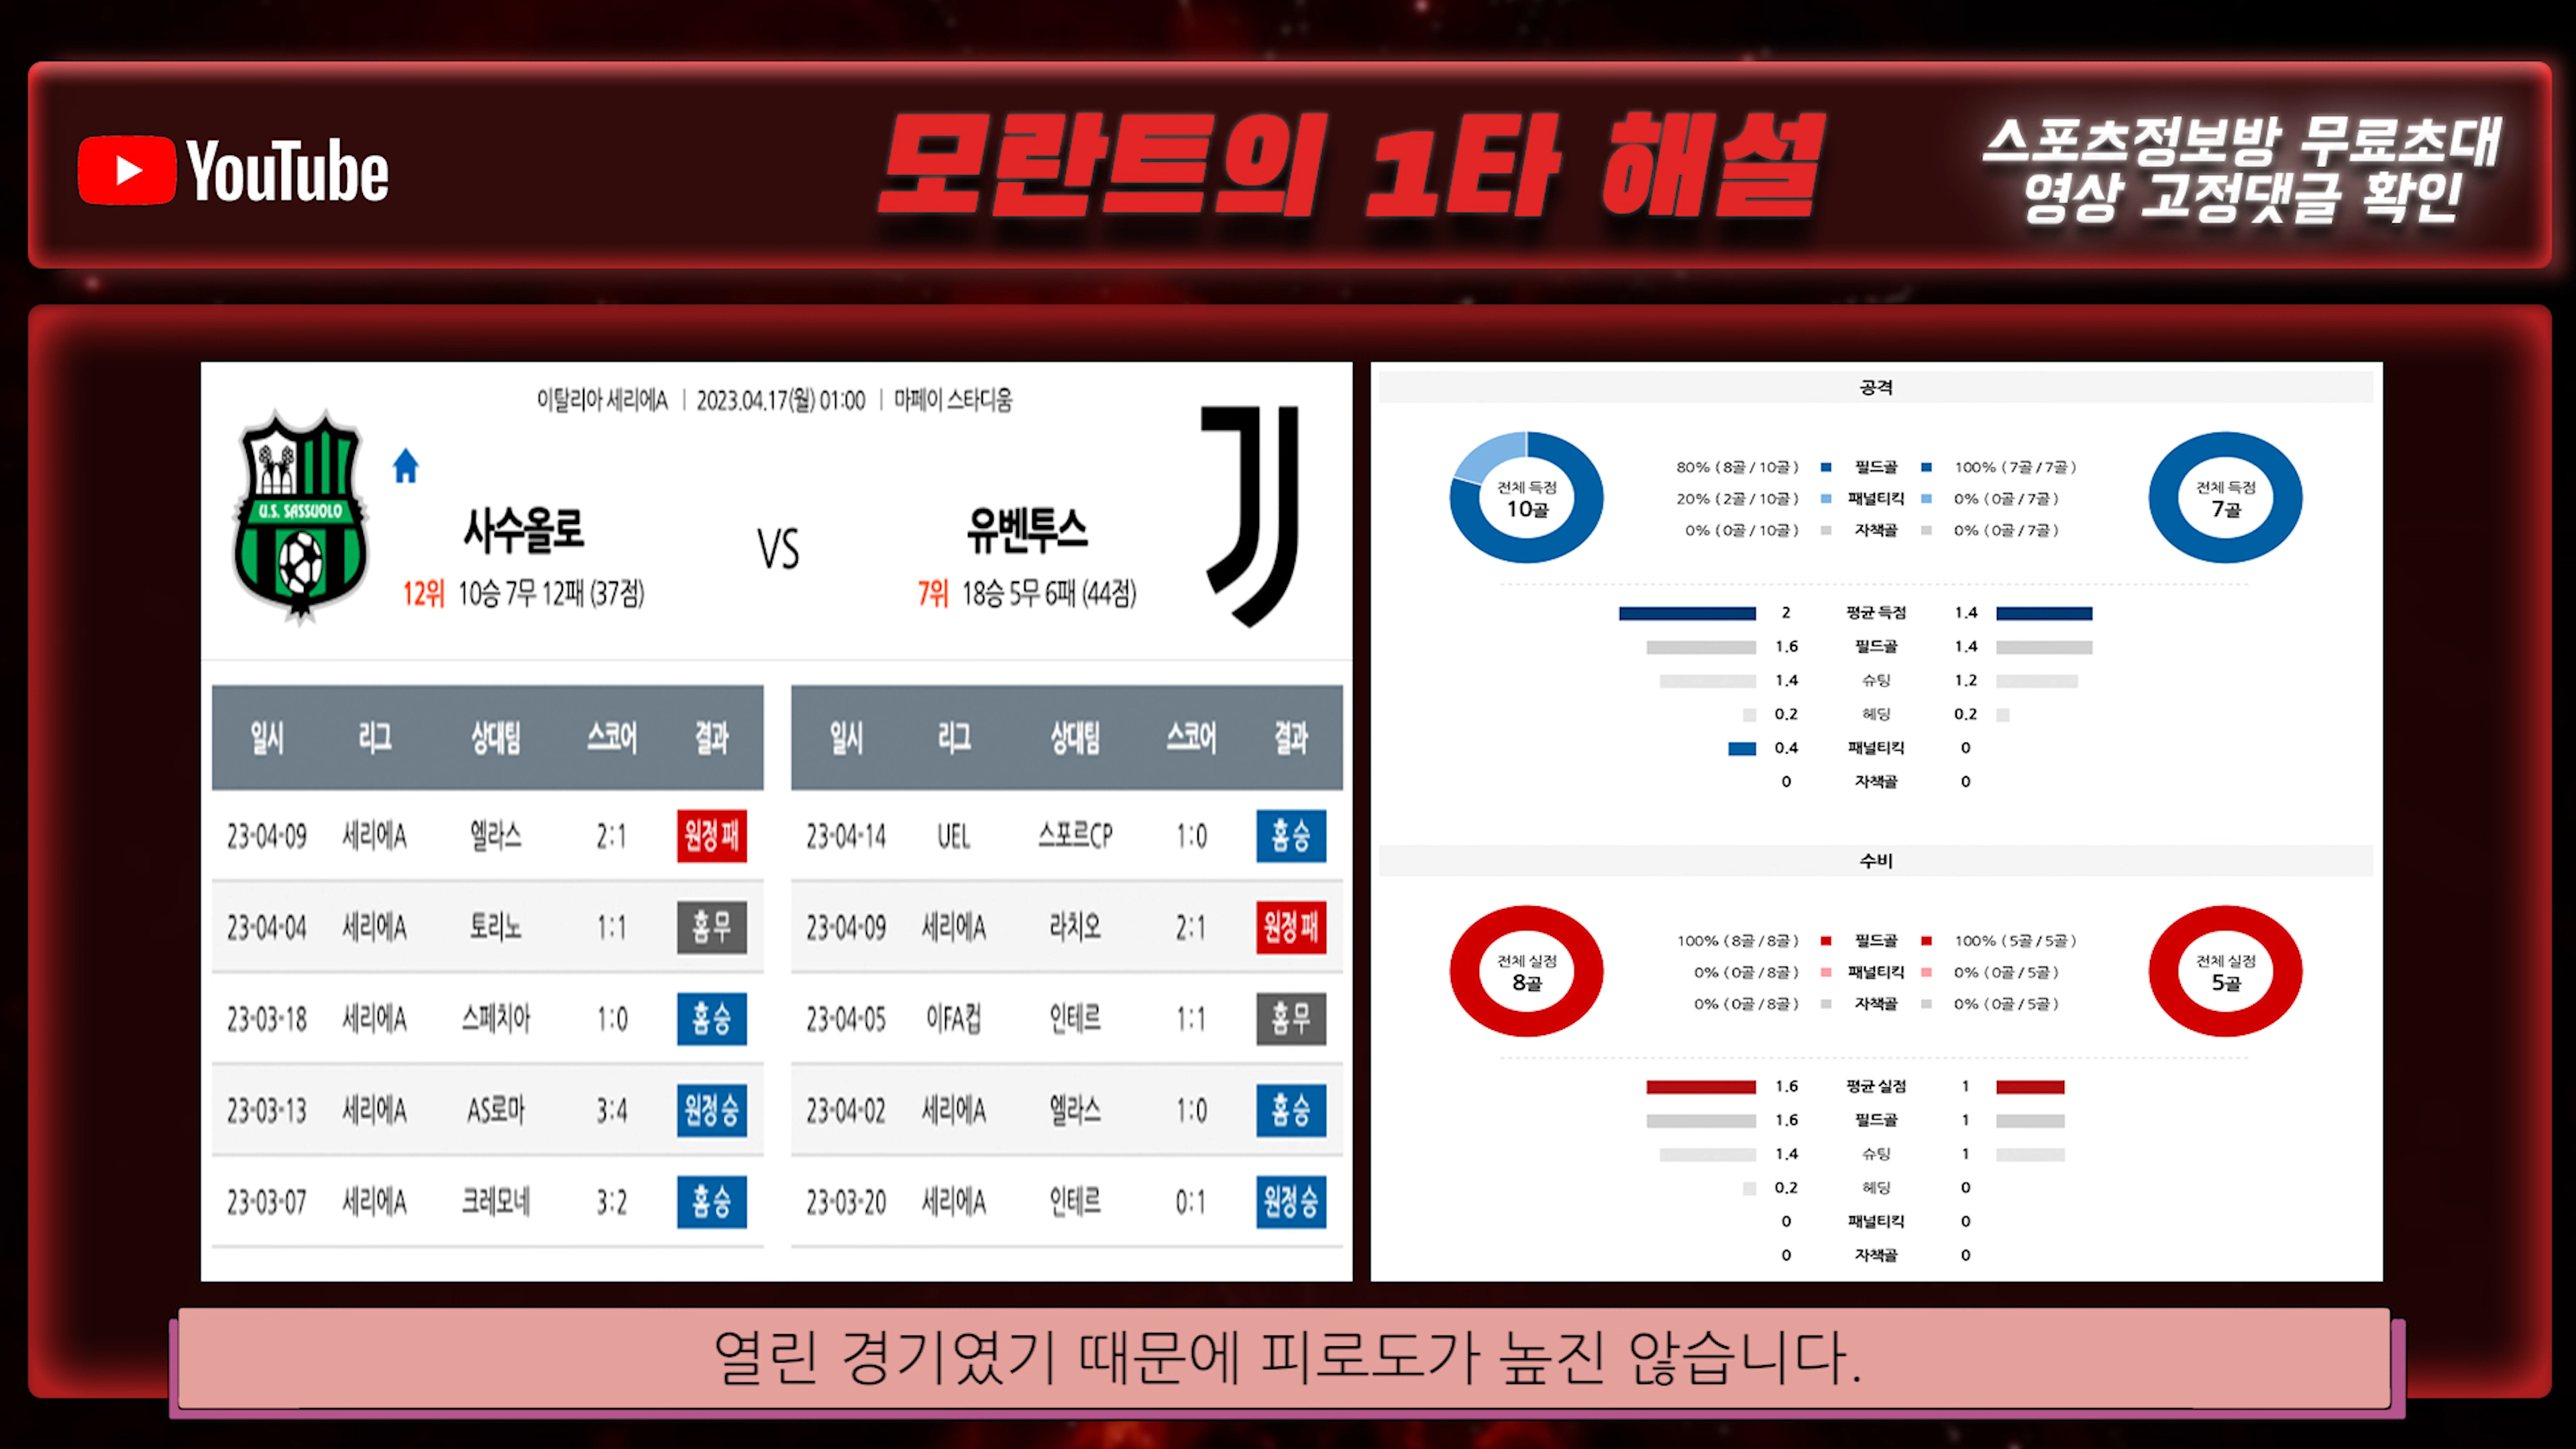 YouTube
모란트의 1타 해설
스포츠정보방 무료초대
영상 고정댓글 확인
이탈리아 세리에A | 2023.04.17(월) 01:00 | 마페이 스타디움
U.S. SASSUOLO
사수올로 VS 유벤투스
12위 10승 7무 12패 (37점) 7위 18승 5무 6패 (44점)
일시 리그 상대팀 스코어 결과
23-04-09 세리에A 엘라스 2:1 원정 패
23-04-04 세리에A 토리노 1:1 홈 무
23-03-18 세리에A 스페치아 1:0 홈 승
23-03-13 세리에A AS로마 3:4 원정 승
23-03-07 세리에A 크레모네 3:2 홈 승
일시 리그 상대팀 스코어 결과
23-04-14 UEL 스포르CP 1:0 홈 승
23-04-09 세리에A 라치오 2:1 원정 패
23-04-05 이FA컵 인테르 1:1 홈 무
23-04-02 세리에A 엘라스 1:0 홈 승
23-03-20 세리에A 인테르 0:1 원정 승
공격
전체 득점
10골
80% ( 8골 / 10골 ) 필드골 100% ( 7골 / 7골 )
20% ( 2골 / 10골 ) 패널티킥 0% ( 0골 / 7골 )
0% ( 0골 / 10골 ) 자책골 0% ( 0골 / 7골 )
전체 득점
7골
2 평균 득점 1.4
1.6 필드골 1.4
1.4 슈팅 1.2
0.2 헤딩 0.2
0.4 패널티킥 0
0 자책골 0
수비
전체 실점
8골
100% ( 8골 / 8골 ) 필드골 100% ( 5골 / 5골 )
0% ( 0골 / 8골 ) 패널티킥 0% ( 0골 / 5골 )
0% ( 0골 / 8골 ) 자책골 0% ( 0골 / 5골 )
전체 실점
5골
1.6 평균 실점 1
1.6 필드골 1
1.4 슈팅 1
0.2 헤딩 0
0 패널티킥 0
0 자책골 0
열린 경기였기 때문에 피로도가 높진 않습니다.